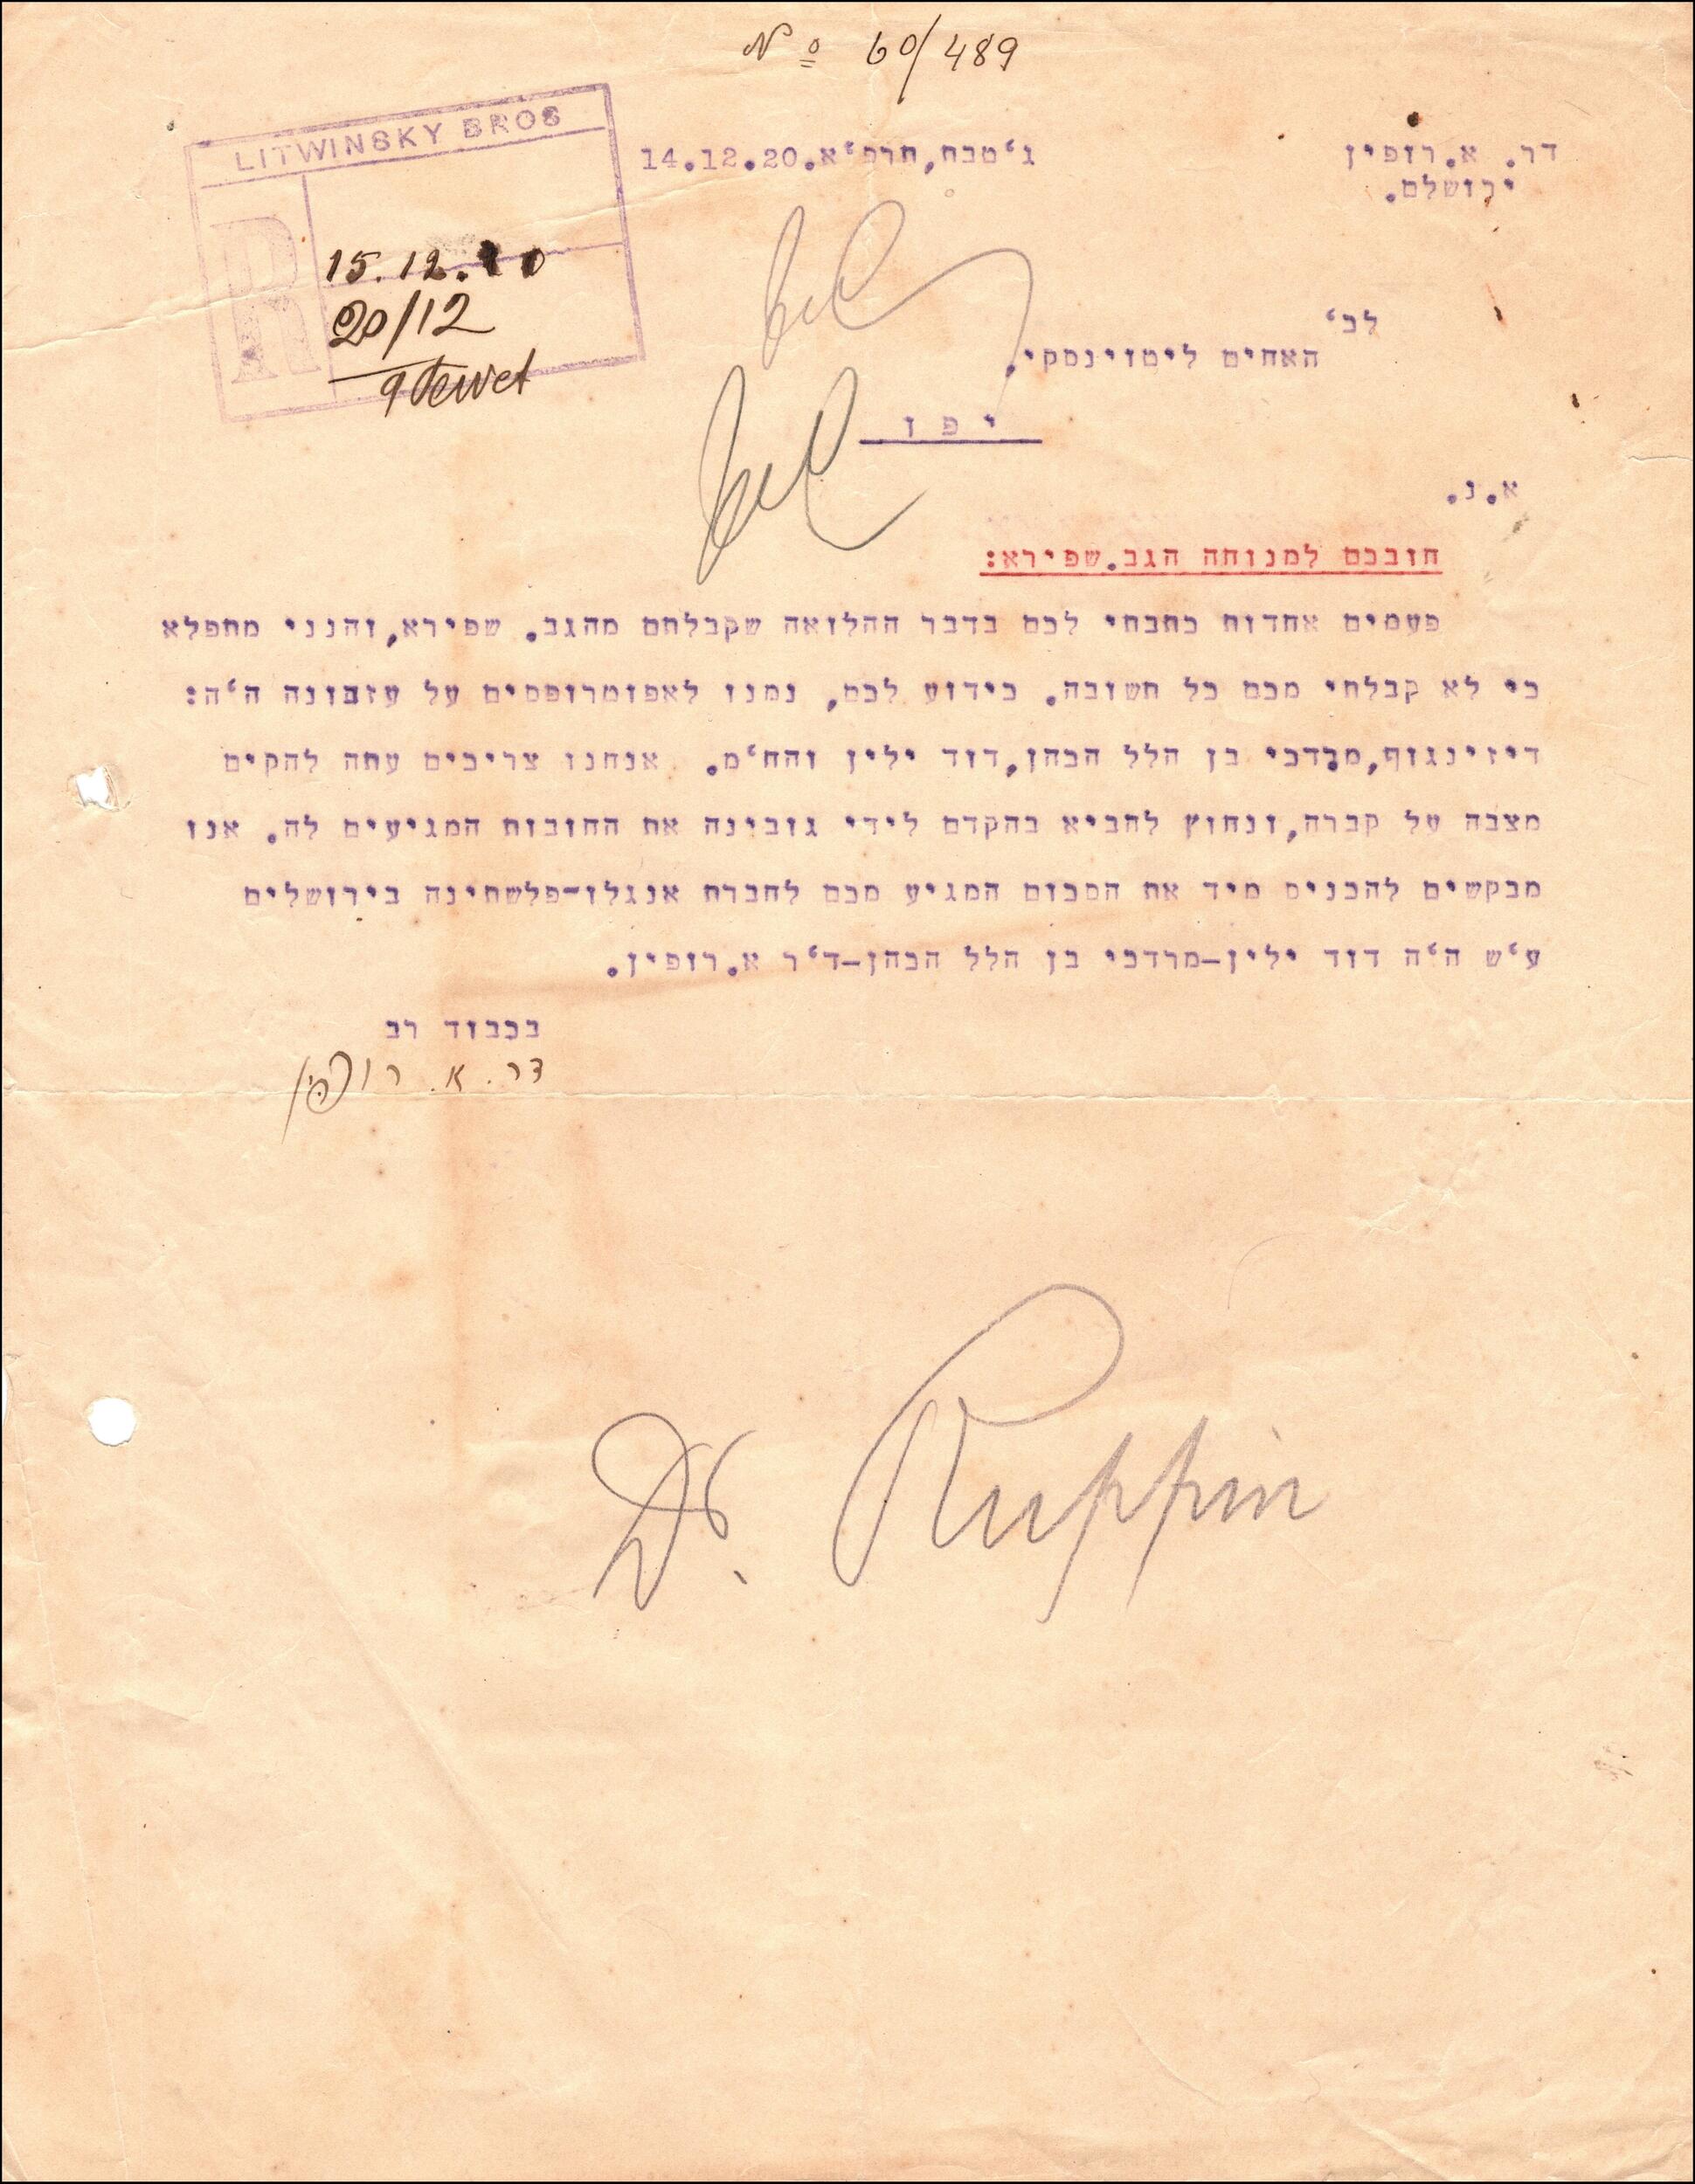 Nº 60/489
LITWINSKY BROS
R
15.12.
20/12
9 Tewet
דר. א.רופין
ג'טבת,תרפ'א.14.12.20
ירושלם.
לכ'
האחים ליטוינסקי,
יפו
א.נ.
חובכם למנוחה הגב.שפירא:
פעמים אחדות כתבתי לכם בדבר ההלואה שקבלתם מהגב. שפירא,והנני מתפלא
כי לא קבלתי מכם כל תשובה. כידוע לכם, נמנו לאפוטרופסים על עזבונה ה'ה:
דיזינגוף,מרדכי בן הלל הכהן,דוד ילין והח'מ. אנחנו צריכים עתה להקים
מצבה על קברה,ונחוץ להביא בהקדם לידי גוביינה את החובות המגיעים לה. אנו
מבקשים להכניס מיד את הסכום המגיע מכם לחברת אנגלו-פלשתינה בירושלים
ע'ש ה'ה דוד ילין-מרדכי בן הלל הכהן-ד'ר א.רופין.
בכבוד רב
דר. א. רופין
Dr. Ruppin